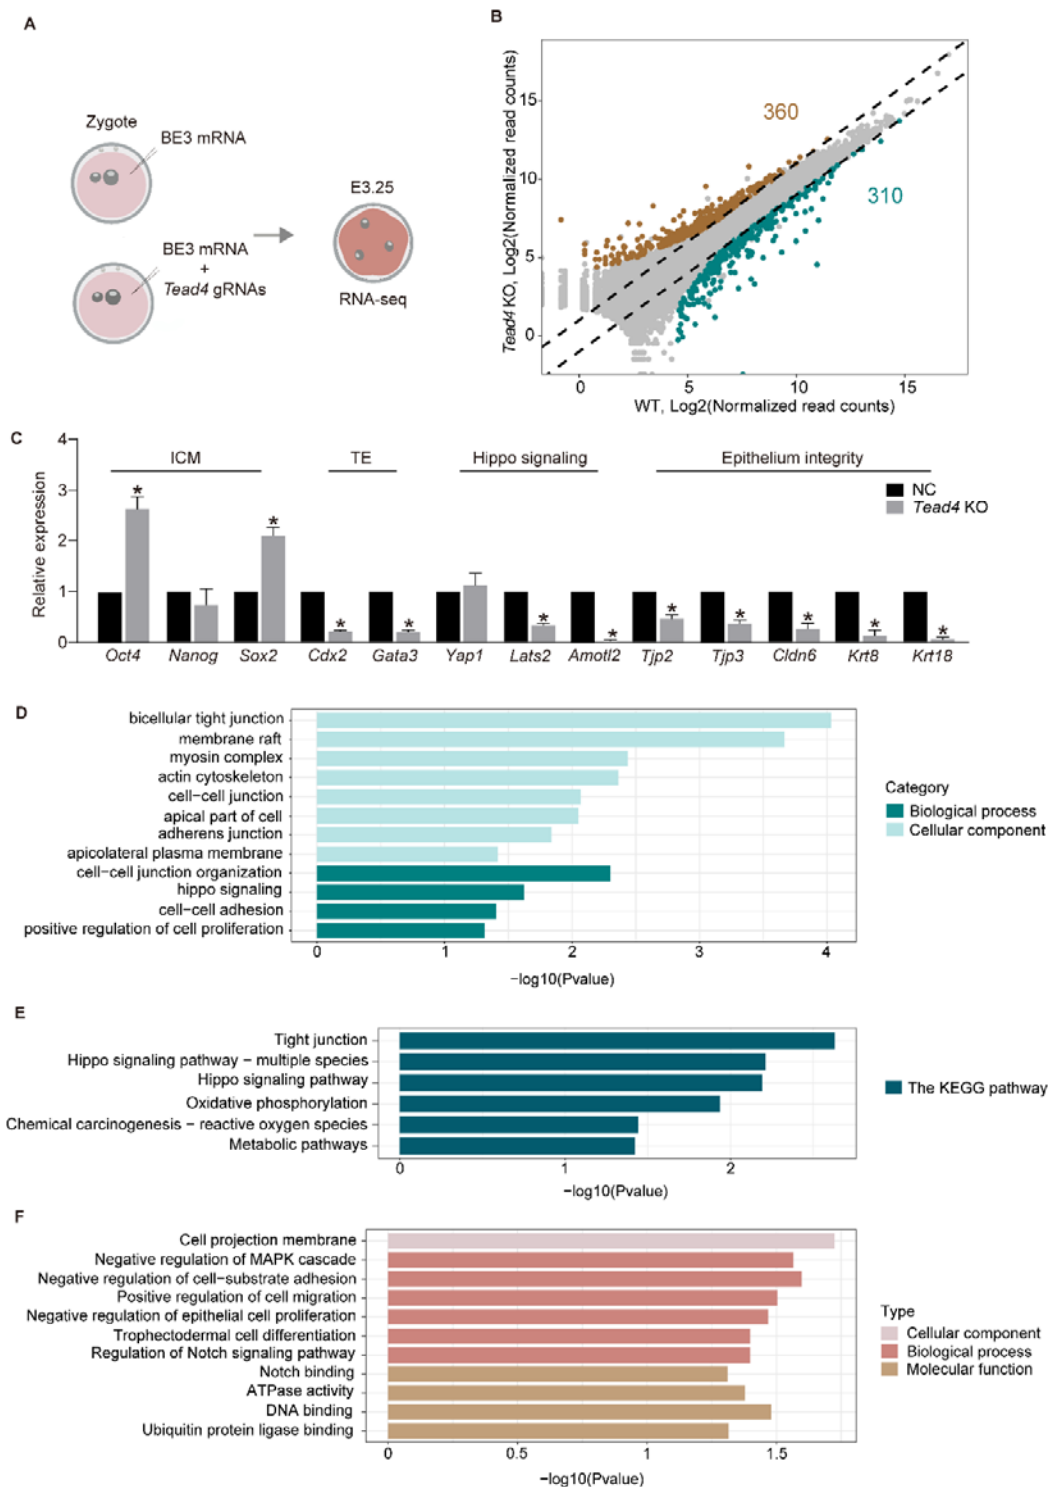 A
Zygote
BE3 mRNA
BE3 mRNA
+
Tead4 gRNAs
E3.25
RNA-seq
B
Tead4 KO, Log2(Normalized read counts)
15
10
5
0
360
310
0 5 10 15
WT, Log2(Normalized read counts)
C
Relative expression
4
3
2
1
0
ICM TE Hippo signaling Epithelium integrity
NC
Tead4 KO
* * * * * * * * * * *
Oct4 Nanog Sox2 Cdx2 Gata3 Yap1 Lats2 Amotl2 Tjp2 Tjp3 Cldn6 Krt8 Krt18
D
bicellular tight junction
membrane raft
myosin complex
actin cytoskeleton
cell-cell junction
apical part of cell
adherens junction
apicolateral plasma membrane
cell-cell junction organization
hippo signaling
cell-cell adhesion
positive regulation of cell proliferation
0 1 2 3 4
-log10(Pvalue)
Category
Biological process
Cellular component
E
Tight junction
Hippo signaling pathway - multiple species
Hippo signaling pathway
Oxidative phosphorylation
Chemical carcinogenesis - reactive oxygen species
Metabolic pathways
0 1 2
-log10(Pvalue)
The KEGG pathway
F
Cell projection membrane
Negative regulation of MAPK cascade
Negative regulation of cell-substrate adhesion
Positive regulation of cell migration
Negative regulation of epithelial cell proliferation
Trophectodermal cell differentiation
Regulation of Notch signaling pathway
Notch binding
ATPase activity
DNA binding
Ubiquitin protein ligase binding
0 0.5 1 1.5
-log10(Pvalue)
Type
Cellular component
Biological process
Molecular function